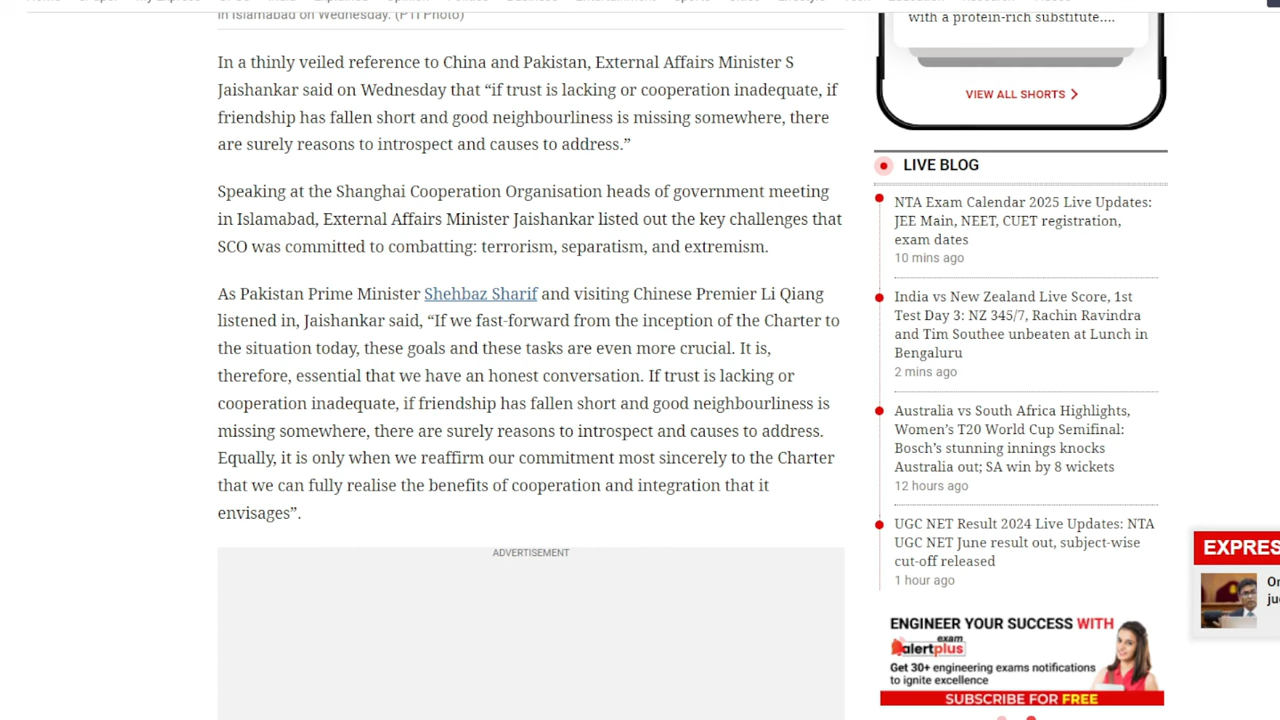 in Islamabad on Wednesday. (PTI Photo)
In a thinly veiled reference to China and Pakistan, External Affairs Minister S
Jaishankar said on Wednesday that “if trust is lacking or cooperation inadequate, if
friendship has fallen short and good neighbourliness is missing somewhere, there
are surely reasons to introspect and causes to address.”
Speaking at the Shanghai Cooperation Organisation heads of government meeting
in Islamabad, External Affairs Minister Jaishankar listed out the key challenges that
SCO was committed to combatting: terrorism, separatism, and extremism.
As Pakistan Prime Minister Shehbaz Sharif and visiting Chinese Premier Li Qiang
listened in, Jaishankar said, “If we fast-forward from the inception of the Charter to
the situation today, these goals and these tasks are even more crucial. It is,
therefore, essential that we have an honest conversation. If trust is lacking or
cooperation inadequate, if friendship has fallen short and good neighbourliness is
missing somewhere, there are surely reasons to introspect and causes to address.
Equally, it is only when we reaffirm our commitment most sincerely to the Charter
that we can fully realise the benefits of cooperation and integration that it
envisages”.
ADVERTISEMENT
with a protein-rich substitute....
VIEW ALL SHORTS
LIVE BLOG
NTA Exam Calendar 2025 Live Updates:
JEE Main, NEET, CUET registration,
exam dates
10 mins ago
India vs New Zealand Live Score, 1st
Test Day 3: NZ 345/7, Rachin Ravindra
and Tim Southee unbeaten at Lunch in
Bengaluru
2 mins ago
Australia vs South Africa Highlights,
Women’s T20 World Cup Semifinal:
Bosch’s stunning innings knocks
Australia out; SA win by 8 wickets
12 hours ago
UGC NET Result 2024 Live Updates: NTA
UGC NET June result out, subject-wise
cut-off released
1 hour ago
ENGINEER YOUR SUCCESS WITH
exam
alertplus
Get 30+ engineering exams notifications
to ignite excellence
SUBSCRIBE FOR FREE
EXPRES